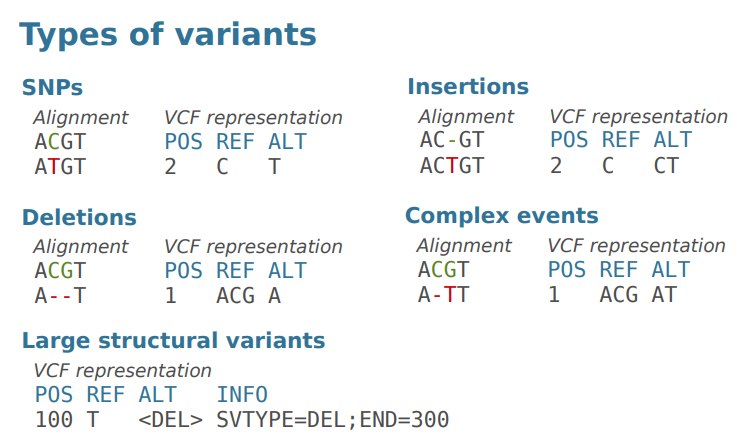 Types of variants
SNPs
Alignment VCF representation
ACGT POS REF ALT
ATGT 2 C T
Insertions
Alignment VCF representation
AC-GT POS REF ALT
ACTGT 2 C CT
Deletions
Alignment VCF representation
ACGT POS REF ALT
A--T 1 ACG A
Complex events
Alignment VCF representation
ACGT POS REF ALT
A-TT 1 ACG AT
Large structural variants
VCF representation
POS REF ALT INFO
100 T <DEL> SVTYPE=DEL;END=300